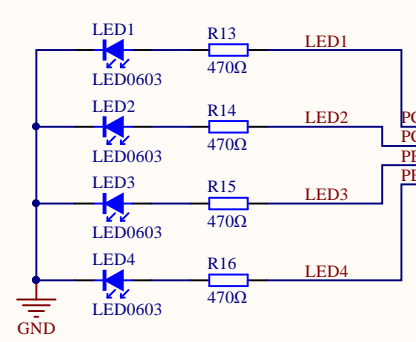 LED1
R13
LED1
LED0603
470Ω
LED2
R14
LED2
LED0603
470Ω
LED3
R15
LED3
LED0603
470Ω
LED4
R16
LED4
LED0603
470Ω
GND